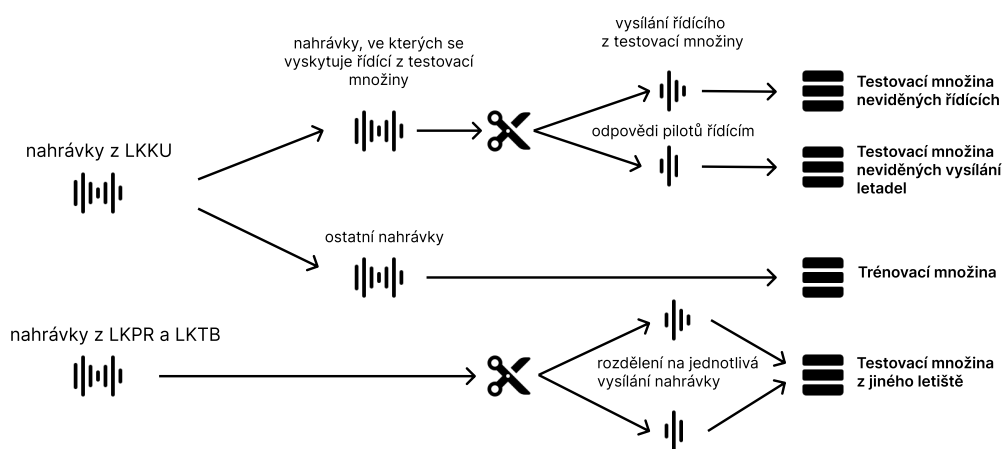 vysílání řídícího
z testovací množiny
nahrávky, ve kterých se
vyskytuje řídící z testovací
množiny
Testovací množina
neviděných řídících
odpovědi pilotů řídícím
nahrávky z LKKU
Testovací množina
neviděných vysílání
letadel
ostatní nahrávky
Trénovací množina
nahrávky z LKPR a LKTB
rozdělení na jednotlivá
vysílání nahrávky
Testovací množina
z jiného letiště